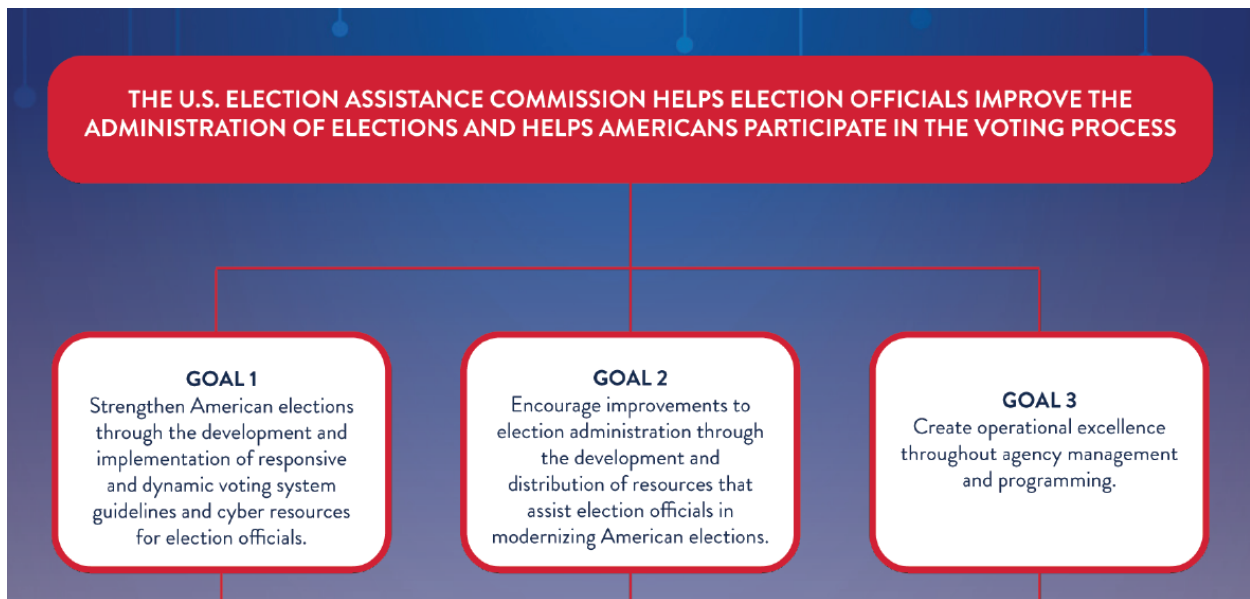 THE U.S. ELECTION ASSISTANCE COMMISSION HELPS ELECTION OFFICIALS IMPROVE THE
ADMINISTRATION OF ELECTIONS AND HELPS AMERICANS PARTICIPATE IN THE VOTING PROCESS
GOAL 1
Strengthen American elections
through the development and
implementation of responsive
and dynamic voting system
guidelines and cyber resources
for election officials.
GOAL 2
Encourage improvements to
election administration through
the development and
distribution of resources that
assist election officials in
modernizing American elections.
GOAL 3
Create operational excellence
throughout agency management
and programming.